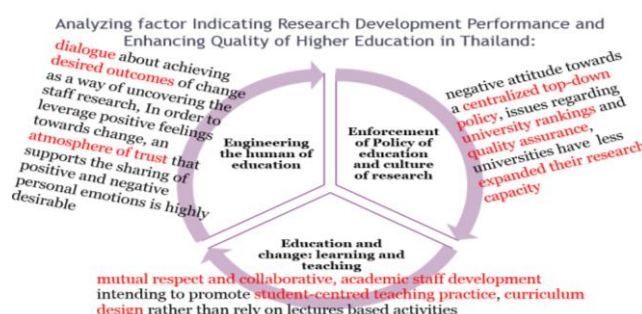 Analyzing factor Indicating Research Development Performance and
Enhancing Quality of Higher Education in Thailand:
dialogue about achieving
desired outcomes of change
as a way of uncovering the
staff research, In order to
leverage positive feelings
towards change, an
atmosphere of trust that
supports the sharing of
positive and negative
personal emotions is highly
desirable
Engineering
the human of
education
Enforcement
of Policy of
education
and culture
of research
negative attitude towards
a centralized top-down
policy, issues regarding
university rankings and
quality assurance,
universities have less
expanded their research
capacity
Education and
change: learning and
teaching
mutual respect and collaborative, academic staff development
intending to promote student-centred teaching practice, curriculum
design rather than rely on lectures based activities